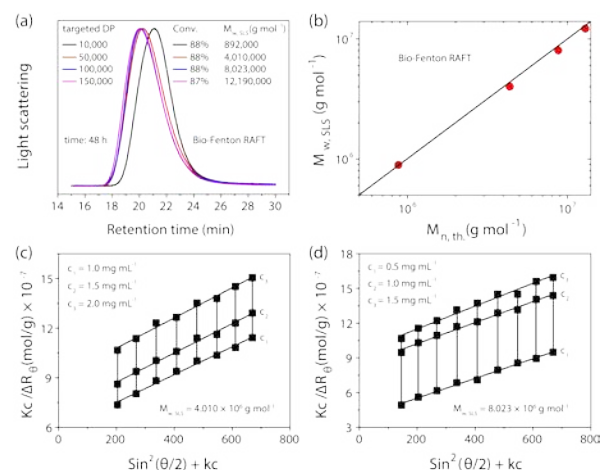 (a)
targeted DP Conv. Mw, SLS (g mol⁻¹)
10,000 88% 892,000
50,000 88% 4,010,000
100,000 88% 8,023,000
150,000 87% 12,190,000
time: 48 h Bio-Fenton RAFT
Light scattering
14 16 18 20 22 24 26 28 30
Retention time (min)
(b)
Bio-Fenton RAFT
Mw, SLS (g mol⁻¹)
10⁷
10⁶
10⁶ 10⁷
Mn, th. (g mol⁻¹)
(c)
c₁ = 1.0 mg mL⁻¹
c₂ = 1.5 mg mL⁻¹
c₃ = 2.0 mg mL⁻¹
c₃
c₂
c₁
Mw, SLS = 4.010 × 10⁶ g mol⁻¹
Kc /ΔRθ(mol/g) × 10⁻⁷
15
12
9
6
0 200 400 600 800
Sin²(θ/2) + kc
(d)
c₁ = 0.5 mg mL⁻¹
c₂ = 1.0 mg mL⁻¹
c₃ = 1.5 mg mL⁻¹
c₃
c₂
c₁
Mw, SLS = 8.023 × 10⁶ g mol⁻¹
Kc /ΔRθ(mol/g) × 10⁻⁷
18
15
12
9
6
3
0 200 400 600 800
Sin²(θ/2) + kc